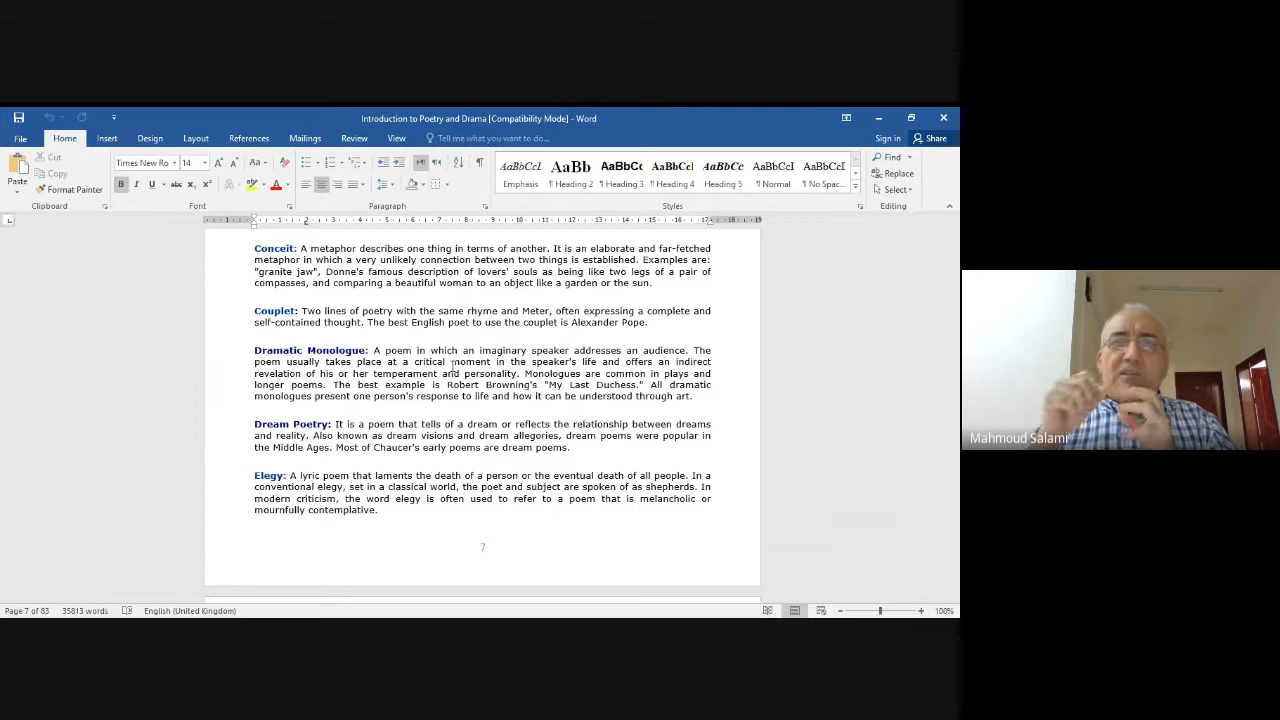 Introduction to Poetry and Drama [Compatibility Mode] - Word
File Home Insert Design Layout References Mailings Review View Tell me what you want to do... Sign in Share
Paste Cut Copy Format Painter
Times New Ro 14
AaBbCcI AaBb AaBbCc AaBbCcI AaBbCc AaBbCcI AaBbCcI
Emphasis ¶ Heading 2 ¶ Heading 3 ¶ Heading 4 Heading 5 ¶ Normal ¶ No Spac...
Find Replace Select
Clipboard Font Paragraph Styles Editing
Conceit: A metaphor describes one thing in terms of another. It is an elaborate and far-fetched
metaphor in which a very unlikely connection between two things is established. Examples are:
"granite jaw", Donne's famous description of lovers' souls as being like two legs of a pair of
compasses, and comparing a beautiful woman to an object like a garden or the sun.
Couplet: Two lines of poetry with the same rhyme and Meter, often expressing a complete and
self-contained thought. The best English poet to use the couplet is Alexander Pope.
Dramatic Monologue: A poem in which an imaginary speaker addresses an audience. The
poem usually takes place at a critical moment in the speaker's life and offers an indirect
revelation of his or her temperament and personality. Monologues are common in plays and
longer poems. The best example is Robert Browning's "My Last Duchess." All dramatic
monologues present one person's response to life and how it can be understood through art.
Dream Poetry: It is a poem that tells of a dream or reflects the relationship between dreams
and reality. Also known as dream visions and dream allegories, dream poems were popular in
the Middle Ages. Most of Chaucer's early poems are dream poems.
Elegy: A lyric poem that laments the death of a person or the eventual death of all people. In a
conventional elegy, set in a classical world, the poet and subject are spoken of as shepherds. In
modern criticism, the word elegy is often used to refer to a poem that is melancholic or
mournfully contemplative.
7
Page 7 of 83 35813 words English (United Kingdom) 100%
Mahmoud Salami